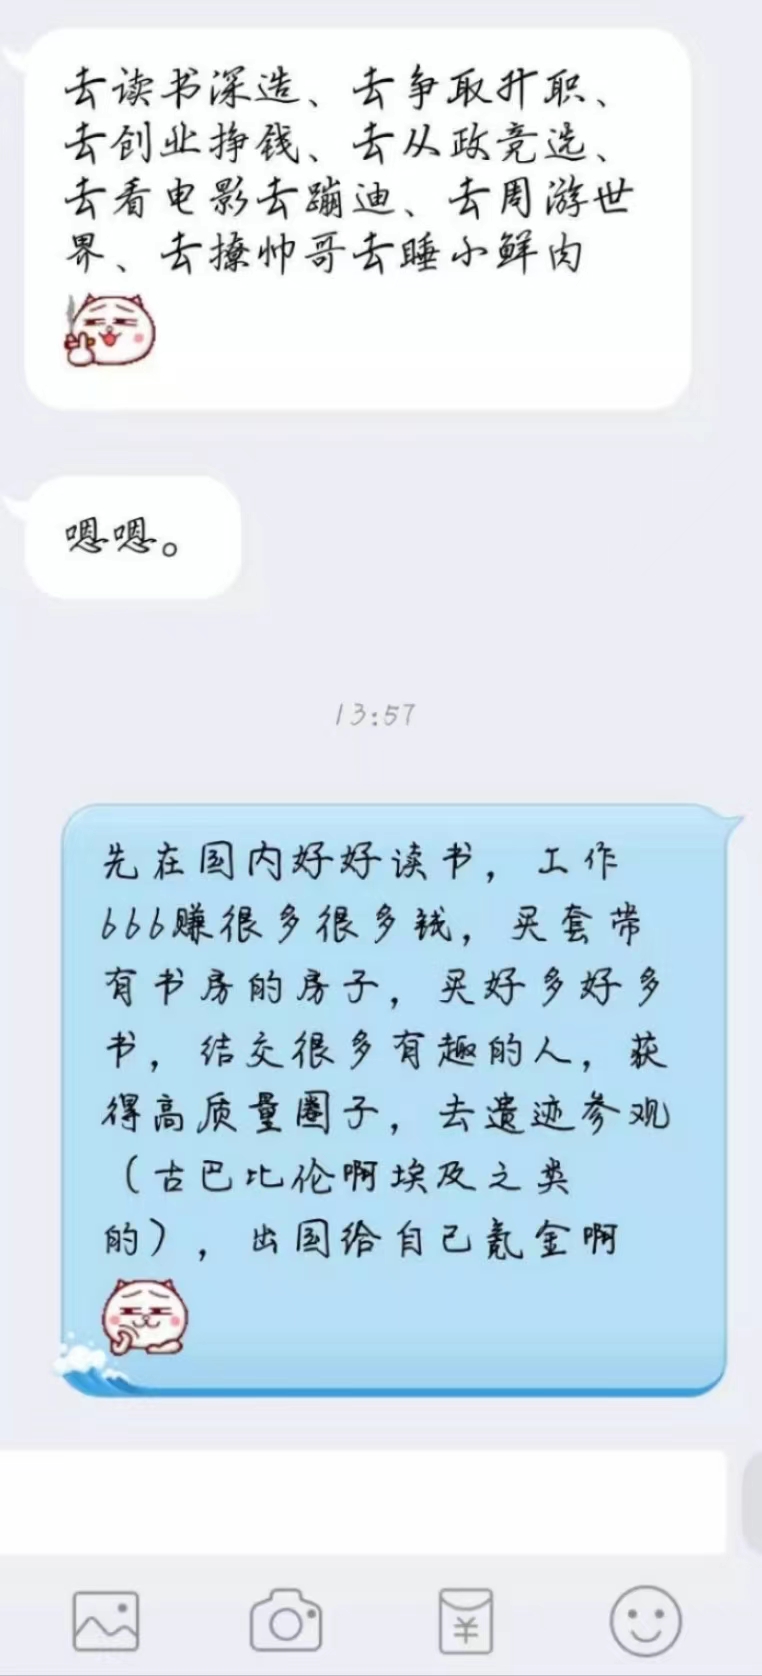 去读书深造、去争取升职、
去创业挣钱、去从政竞选、
去看电影去蹦迪、去周游世
界、去撩帅哥去睡小鲜肉
嗯嗯。
13:57
先在国内好好读书，工作
666赚很多很多钱，买套带
有书房的房子，买好多好多
书，结交很多有趣的人，获
得高质量圈子，去遗迹参观
（古巴比伦啊埃及之类
的），出国给自己氪金啊
¥